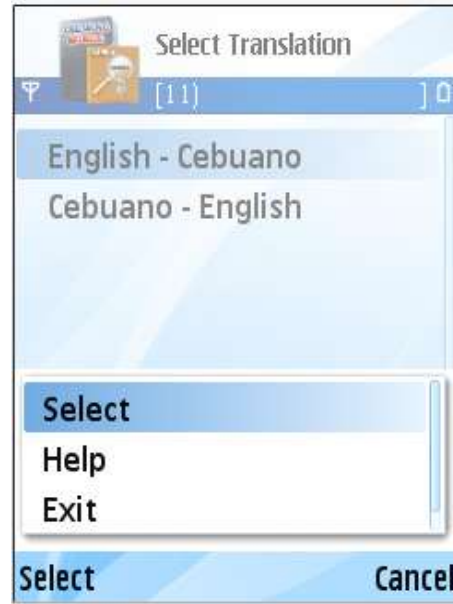 Select Translation
[11) ]
English - Cebuano
Cebuano - English
Select
Help
Exit
Select Cancel